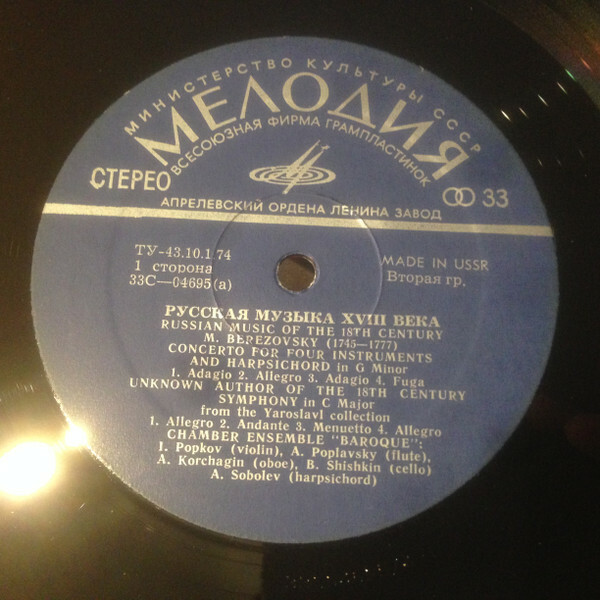 МИНИСТЕРСТВО КУЛЬТУРЫ СССР
МЕЛОДИЯ
ВСЕСОЮЗНАЯ ФИРМА ГРАМПЛАСТИНОК
СТЕРЕО
33
АПРЕЛЕВСКИЙ ОРДЕНА ЛЕНИНА ЗАВОД
ТУ-43.10.1.74
MADE IN USSR
1 сторона
Вторая гр.
33С—04695(а)
РУССКАЯ МУЗЫКА XVIII ВЕКА
RUSSIAN MUSIC OF THE 18TH CENTURY
M. BEREZOVSKY (1745—1777)
CONCERTO FOR FOUR INSTRUMENTS
AND HARPSICHORD in G Minor
1. Adagio 2. Allegro 3. Adagio 4. Fuga
UNKNOWN AUTHOR OF THE 18TH CENTURY
SYMPHONY in C Major
from the Yaroslavl collection
1. Allegro 2. Andante 3. Menuetto 4. Allegro
CHAMBER ENSEMBLE "BAROQUE":
I. Popkov (violin), A. Poplavsky (flute),
A. Korchagin (oboe), B. Shishkin (cello)
A. Sobolev (harpsichord)